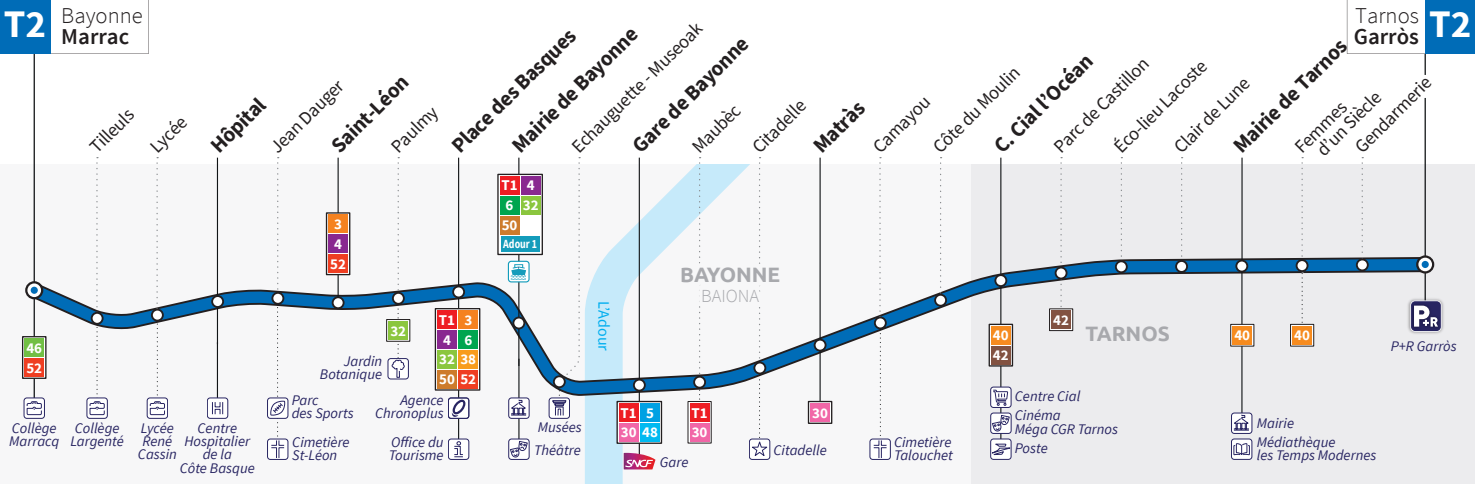 T2
Bayonne
Marrac
Tarnos
Garròs
T2
Tilleuls
Lycée
Hôpital
Jean Dauger
Saint-Léon
Paulmy
Place des Basques
Mairie de Bayonne
Echauguette - Museoak
Gare de Bayonne
Maubèc
Citadelle
Matràs
Camayou
Côte du Moulin
C. Cial l'Océan
Parc de Castillon
Éco-lieu Lacoste
Clair de Lune
Mairie de Tarnos
Femmes
d'un Siècle
Gendarmerie
46
52
Collège
Marracq
Collège
Largenté
Lycée
René
Cassin
H
Centre
Hospitalier
de la
Côte Basque
Parc
des Sports
Cimetière
St-Léon
3
4
52
32
Jardin
Botanique
T1 3
4 6
32 38
50 52
Agence
Chronoplus
Office du
Tourisme
i
T1 4
6 32
50
Adour 1
Théâtre
Musées
L'Adour
T1 5
30 48
SNCF Gare
T1
30
BAYONNE
BAIONA
Citadelle
30
Cimetière
Talouchet
40
42
Centre Cial
Cinéma
Méga CGR Tarnos
Poste
42
TARNOS
40
Mairie
Médiathèque
les Temps Modernes
40
P+R
P+R Garròs